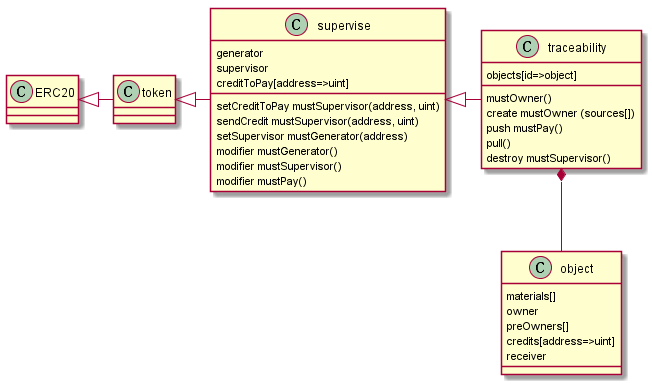 C ERC20
C token
C supervise
generator
supervisor
creditToPay[address=>uint]
setCreditToPay mustSupervisor(address, uint)
sendCredit mustSupervisor(address, uint)
setSupervisor mustGenerator(address)
modifier mustGenerator()
modifier mustSupervisor()
modifier mustPay()
C traceability
objects[id=>object]
mustOwner()
create mustOwner (sources[])
push mustPay()
pull()
destroy mustSupervisor()
C object
materials[]
owner
preOwners[]
credits[address=>uint]
receiver